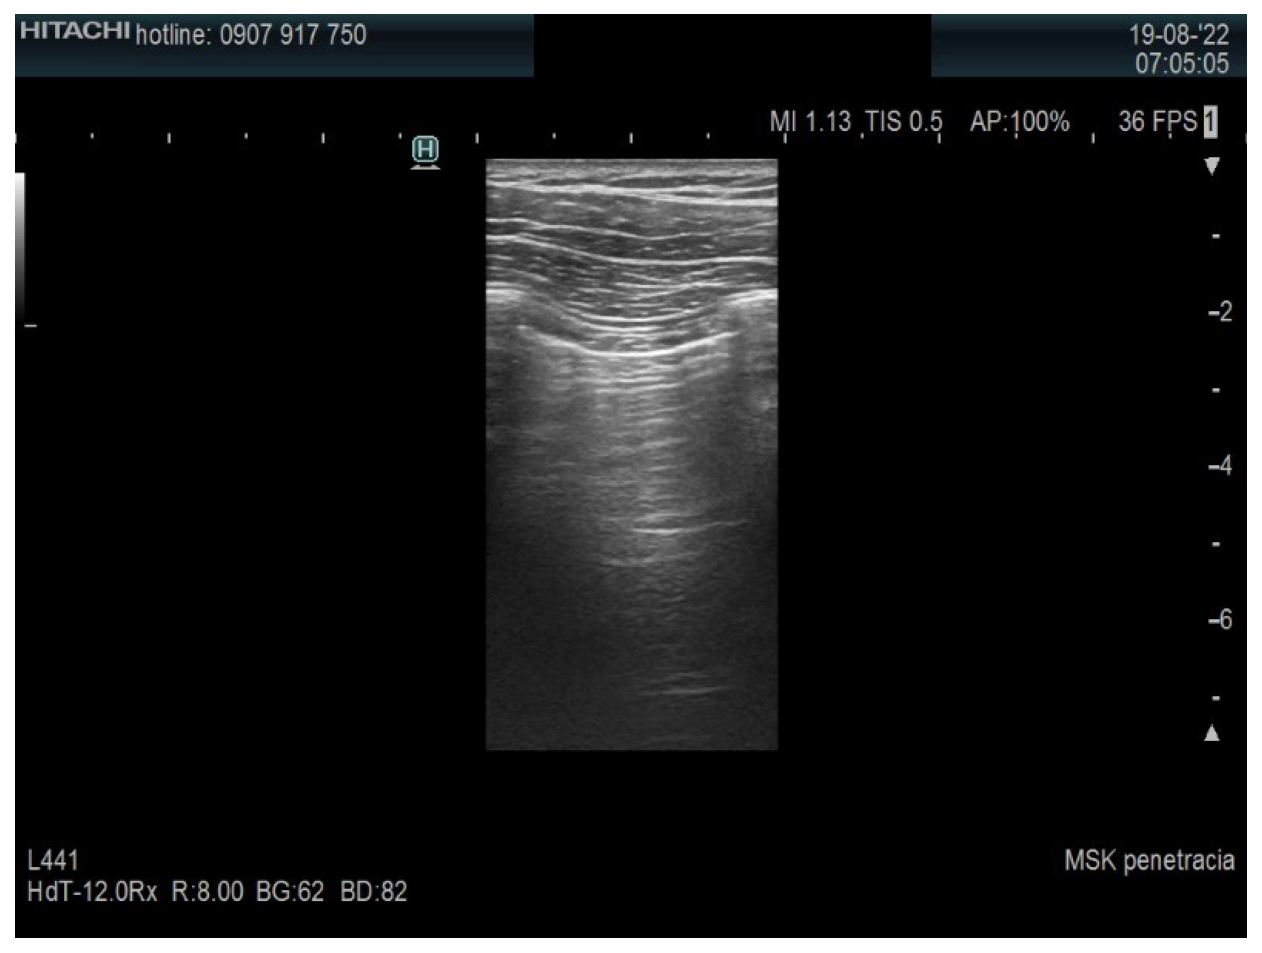 HITACHI hotline: 0907 917 750
19-08-'22
07:05:05
MI 1.13 TIS 0.5 AP:100% 36 FPS 1
H
-2
-4
-6
L441
HdT-12.0Rx R:8.00 BG:62 BD:82
MSK penetracia